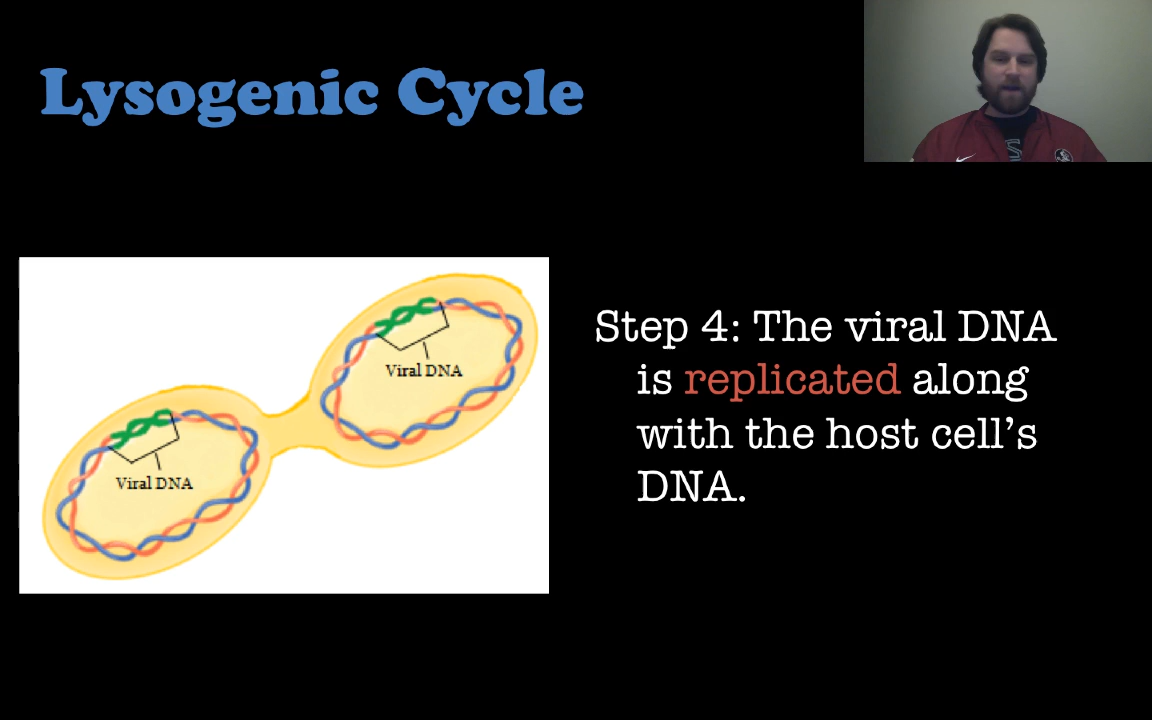 Lysogenic Cycle
Viral DNA
Viral DNA
Step 4: The viral DNA
is replicated along
with the host cell’s
DNA.